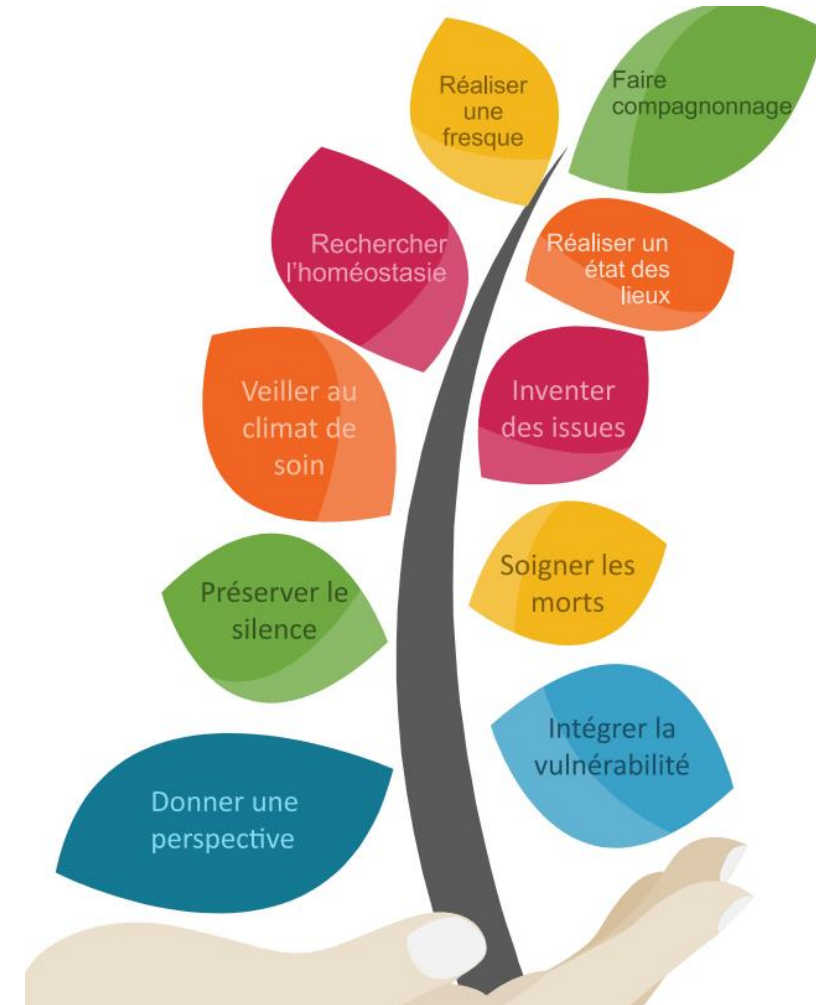 Réaliser
une
fresque
Faire
compagnonnage
Rechercher
l'homéostasie
Réaliser un
état des
lieux
Veiller au
climat de
soin
Inventer
des issues
Préserver le
silence
Soigner les
morts
Donner une
perspective
Intégrer la
vulnérabilité